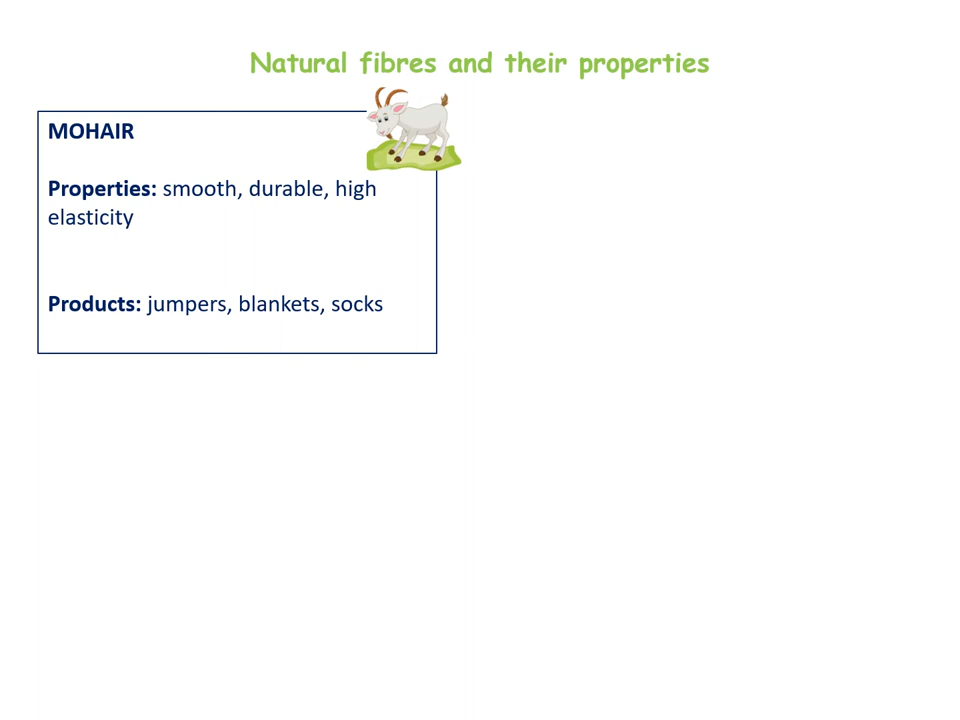 Natural fibres and their properties
MOHAIR
Properties: smooth, durable, high
elasticity
Products: jumpers, blankets, socks